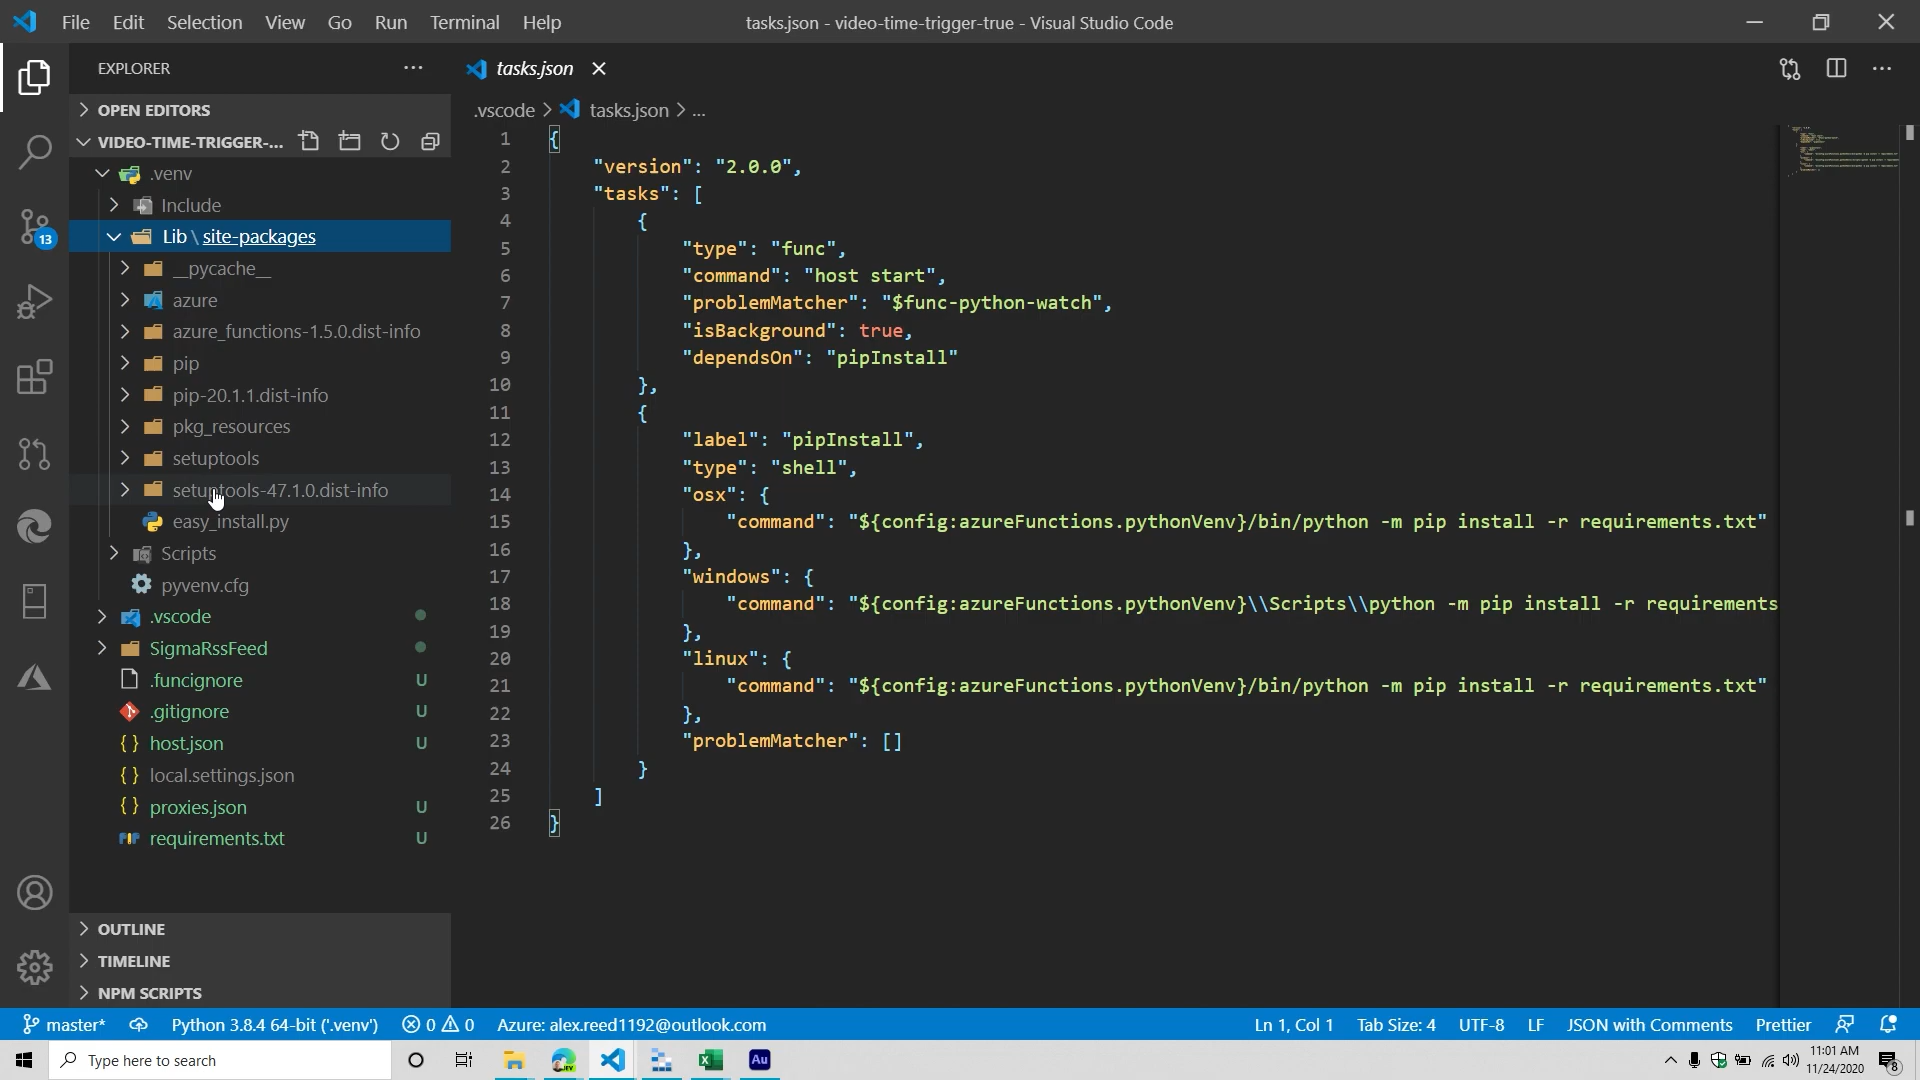 File Edit Selection View Go Run Terminal Help
tasks.json - video-time-trigger-true - Visual Studio Code
EXPLORER
OPEN EDITORS
VIDEO-TIME-TRIGGER-...
.venv
Include
Lib \ site-packages
__pycache__
azure
azure_functions-1.5.0.dist-info
pip
pip-20.1.1.dist-info
pkg_resources
setuptools
setuptools-47.1.0.dist-info
easy_install.py
Scripts
pyvenv.cfg
.vscode
SigmaRssFeed
.funcignore U
.gitignore U
host.json U
local.settings.json
proxies.json U
requirements.txt U
OUTLINE
TIMELINE
NPM SCRIPTS
13
tasks.json
.vscode > tasks.json > ...
1 {
2 "version": "2.0.0",
3 "tasks": [
4 {
5 "type": "func",
6 "command": "host start",
7 "problemMatcher": "$func-python-watch",
8 "isBackground": true,
9 "dependsOn": "pipInstall"
10 },
11 {
12 "label": "pipInstall",
13 "type": "shell",
14 "osx": {
15 "command": "${config:azureFunctions.pythonVenv}/bin/python -m pip install -r requirements.txt"
16 },
17 "windows": {
18 "command": "${config:azureFunctions.pythonVenv}\\Scripts\\python -m pip install -r requirements
19 },
20 "linux": {
21 "command": "${config:azureFunctions.pythonVenv}/bin/python -m pip install -r requirements.txt"
22 },
23 "problemMatcher": []
24 }
25 ]
26 }
master* Python 3.8.4 64-bit ('.venv') 0 0 Azure: alex.reed1192@outlook.com Ln 1, Col 1 Tab Size: 4 UTF-8 LF JSON with Comments Prettier
Type here to search
Au
11:01 AM
11/24/2020
8